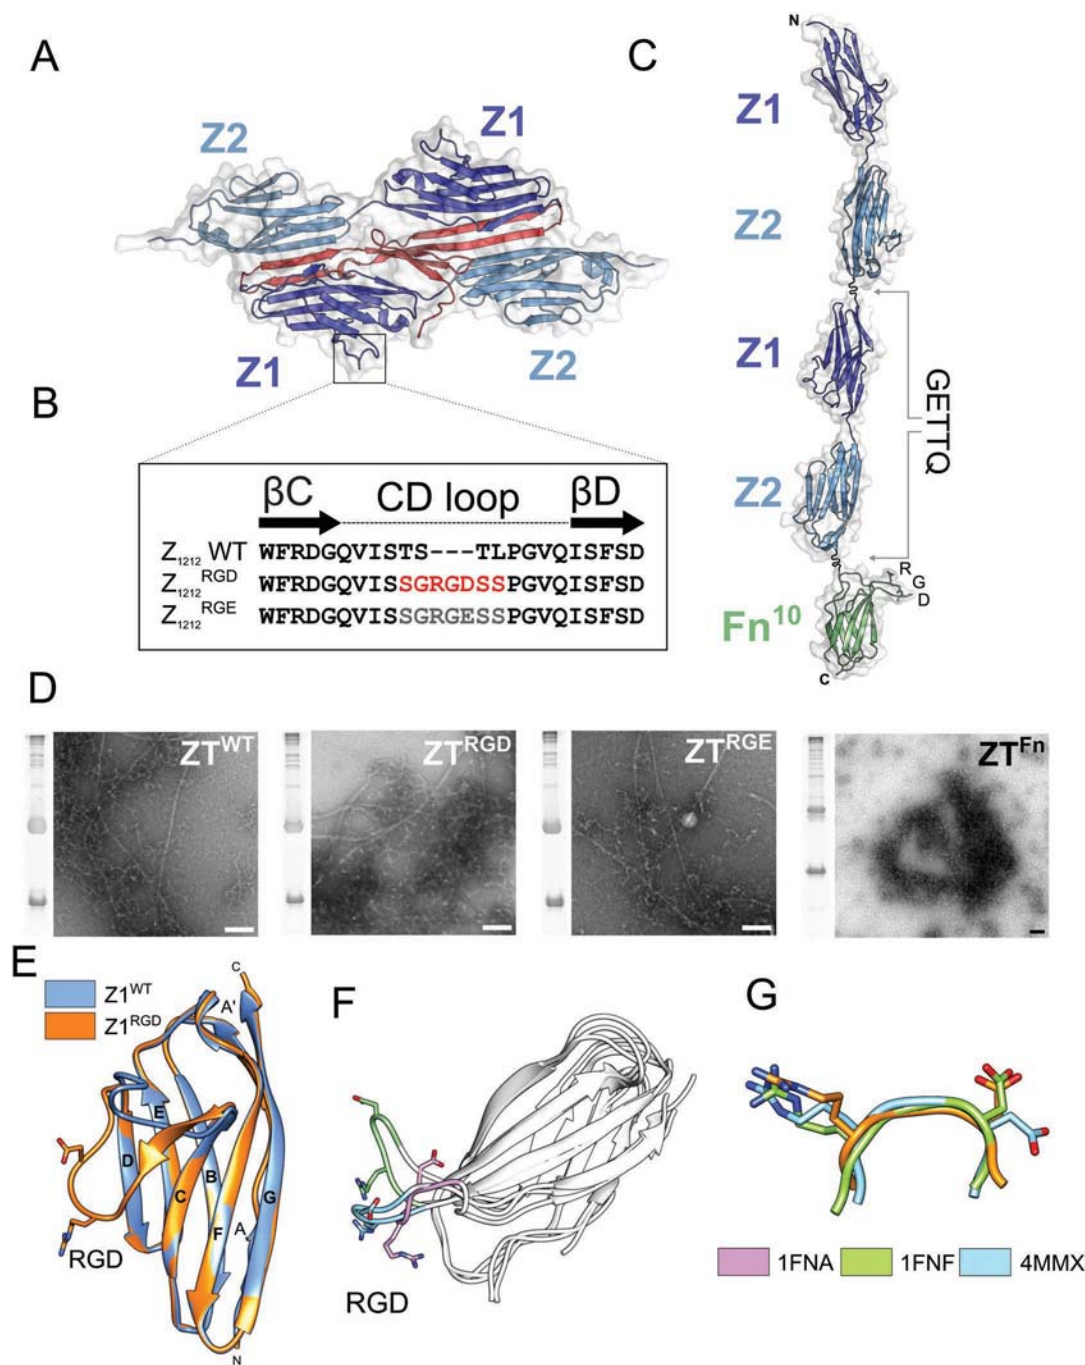 A
Z2
Z1
Z1
Z2
B
βC
CD loop
βD
Z₁₂₁₂ WT WFRDGQVISTS---TLPGVQISFSD
Z₁₂₁₂ᴿᴳᴰ WFRDGQVISSGRGDSSPGVQISFSD
Z₁₂₁₂ᴿᴳᴱ WFRDGQVISSGRGESSPGVQISFSD
C
N
Z1
Z2
Z1
GETTQ
Z2
R
G
D
Fn¹⁰
C
D
ZTᵂᵀ
ZTᴿᴳᴰ
ZTᴿᴳᴱ
ZTFn
E
Z1ᵂᵀ
Z1ᴿᴳᴰ
C
A'
E
D
B
C
G
F
A
RGD
N
F
RGD
G
1FNA
1FNF
4MMX